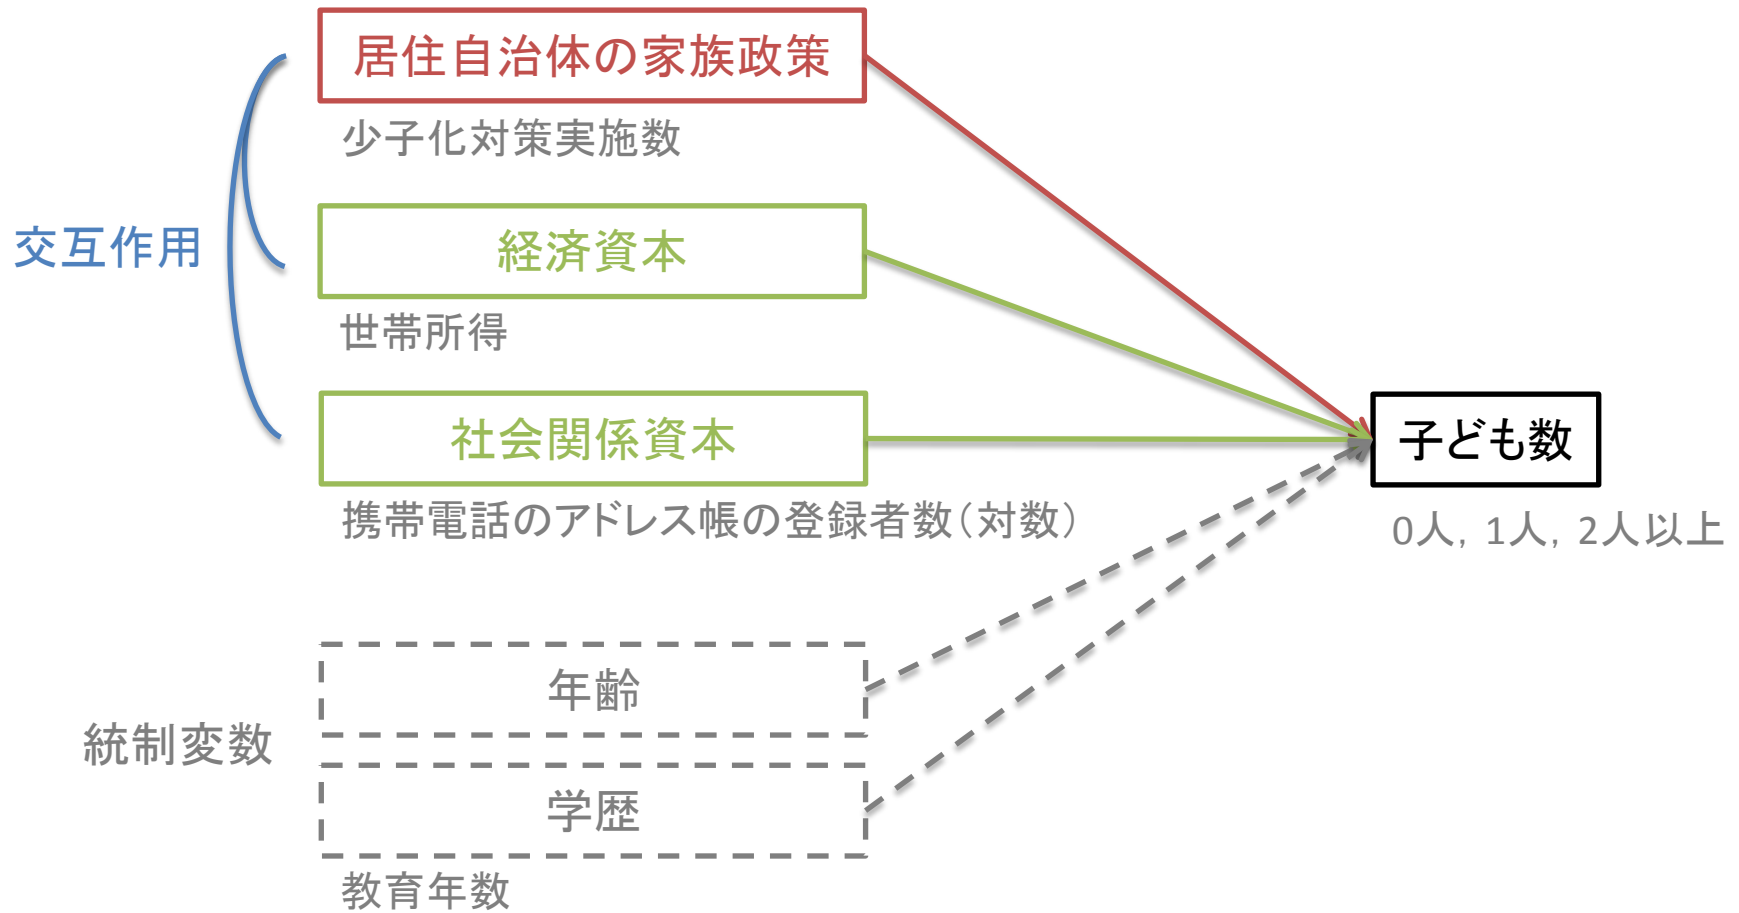 居住自治体の家族政策
少子化対策実施数
交互作用
経済資本
世帯所得
社会関係資本
携帯電話のアドレス帳の登録者数（対数）
子ども数
0人，1人，2人以上
統制変数
年齢
学歴
教育年数